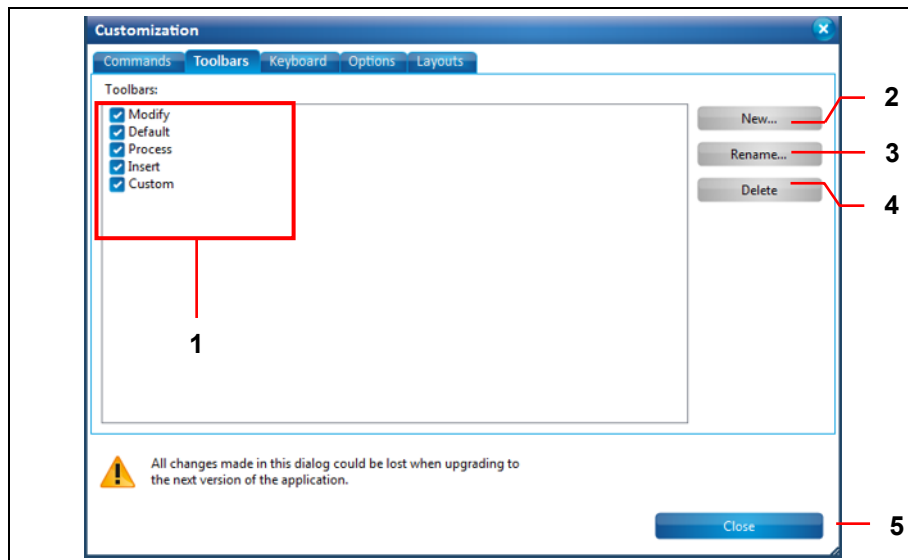 Customization
Commands Toolbars Keyboard Options Layouts
Toolbars:
Modify
Default
Process
Insert
Custom
New...
Rename...
Delete
2
3
4
1
All changes made in this dialog could be lost when upgrading to
the next version of the application.
Close
5